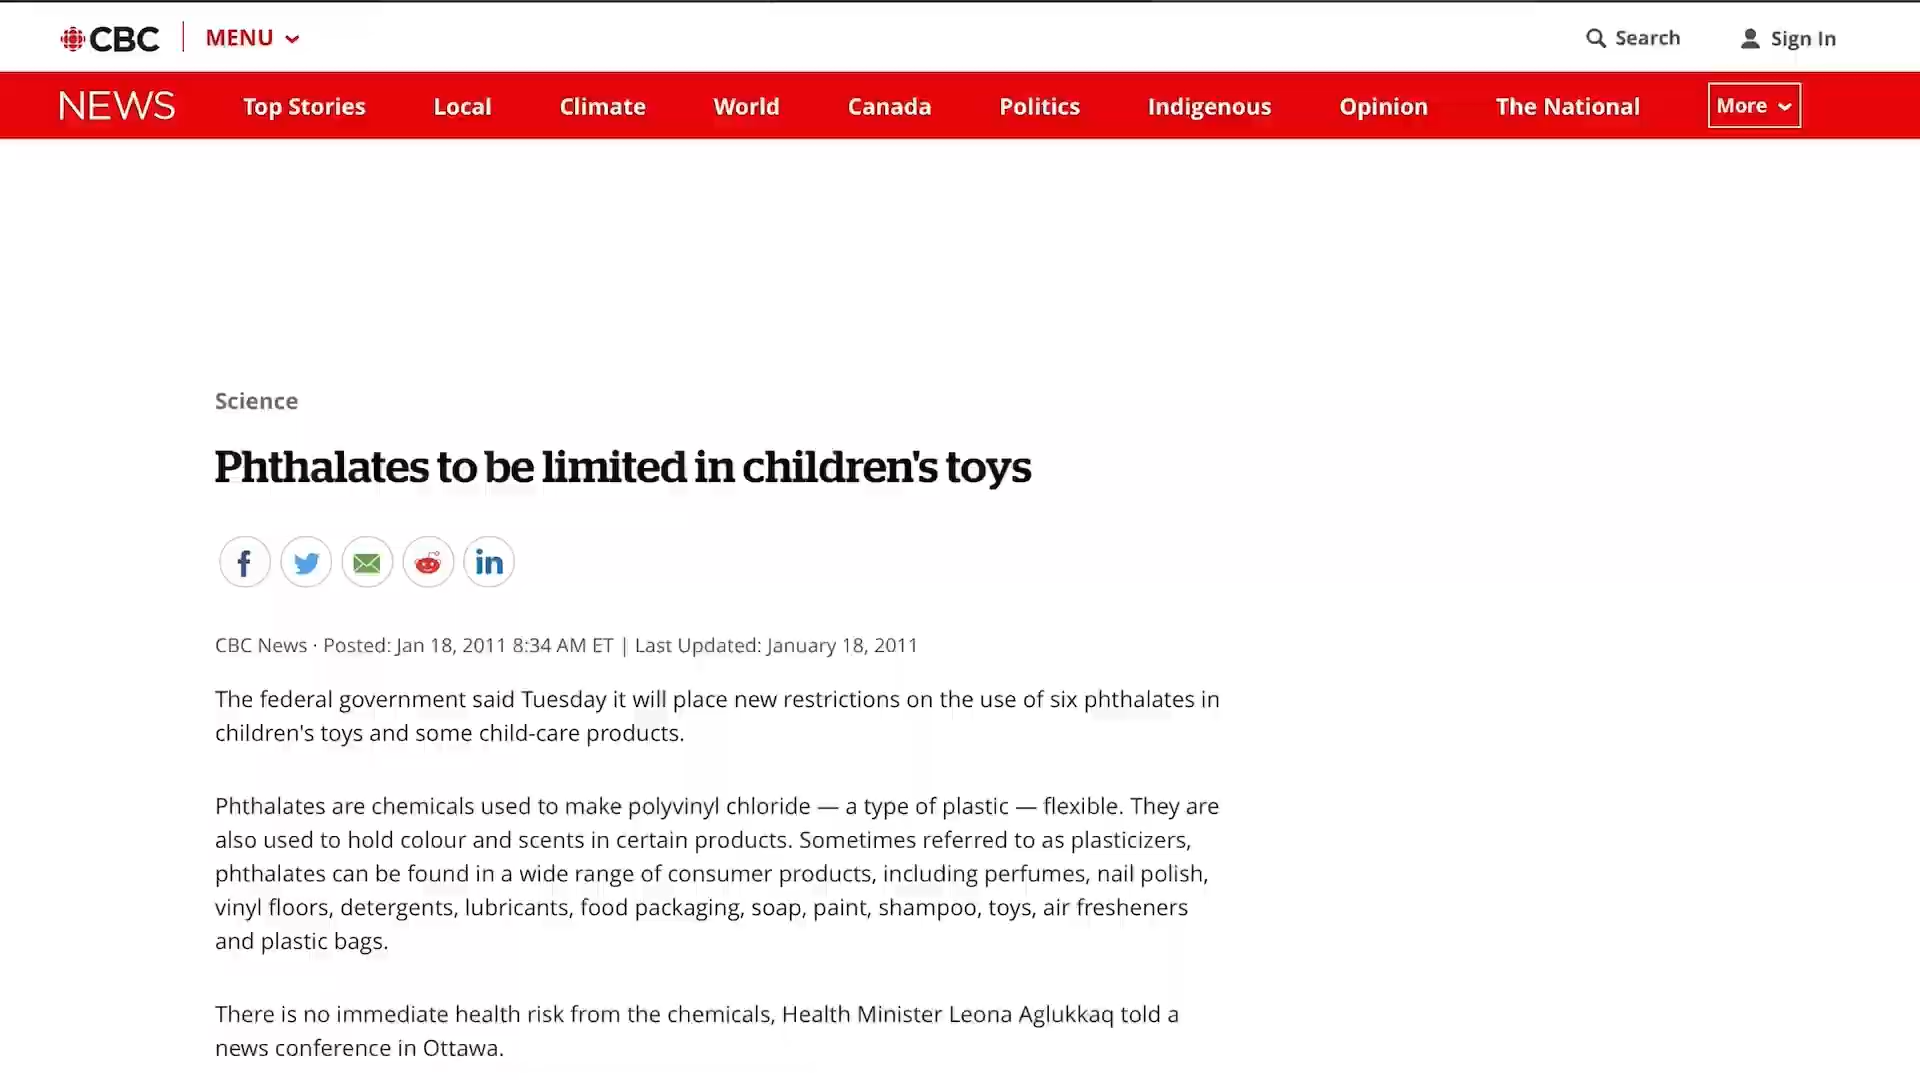 CBC MENU Search Sign In
NEWS Top Stories Local Climate World Canada Politics Indigenous Opinion The National More
Science
Phthalates to be limited in children's toys
CBC News · Posted: Jan 18, 2011 8:34 AM ET | Last Updated: January 18, 2011
The federal government said Tuesday it will place new restrictions on the use of six phthalates in
children's toys and some child-care products.
Phthalates are chemicals used to make polyvinyl chloride — a type of plastic — flexible. They are
also used to hold colour and scents in certain products. Sometimes referred to as plasticizers,
phthalates can be found in a wide range of consumer products, including perfumes, nail polish,
vinyl floors, detergents, lubricants, food packaging, soap, paint, shampoo, toys, air fresheners
and plastic bags.
There is no immediate health risk from the chemicals, Health Minister Leona Aglukkaq told a
news conference in Ottawa.